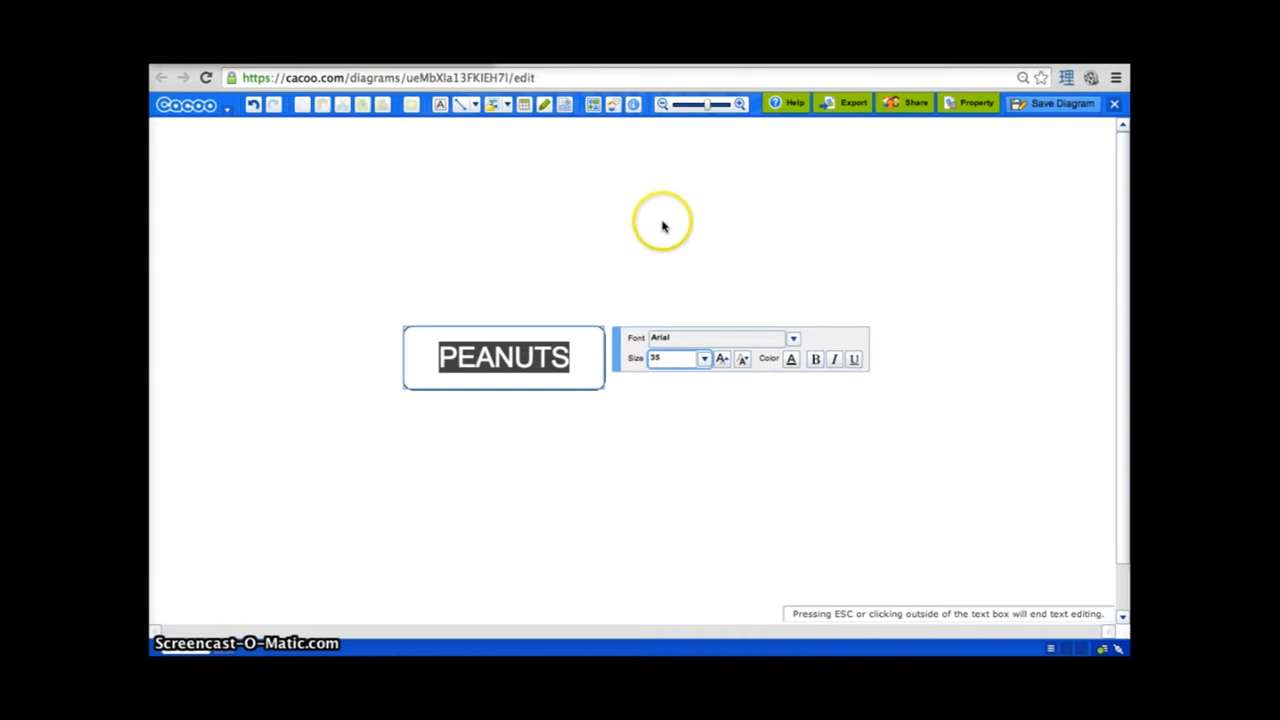 https://cacoo.com/diagrams/ueMbXIa13FKIEH7l/edit
Cacoo
Help
Export
Share
Property
Save Diagram
PEANUTS
Font Arial
Size 35 Color A B I U
Pressing ESC or clicking outside of the text box will end text editing.
Screencast-O-Matic.com